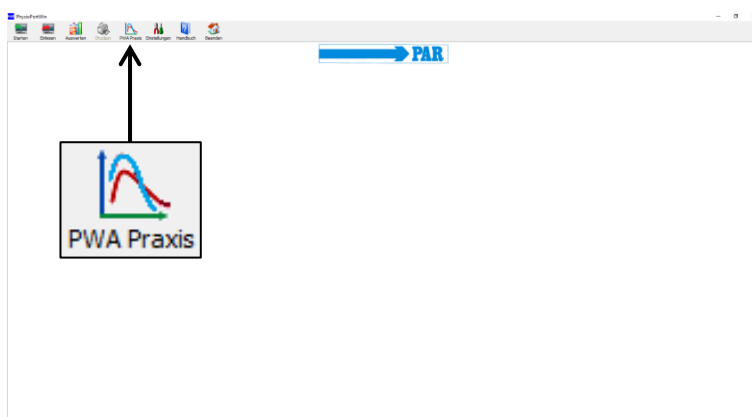 PhysioPortWin
Starten Einlesen Auswerten Drucken PWA Praxis Einstellungen Handbuch Beenden
PAR
PWA Praxis